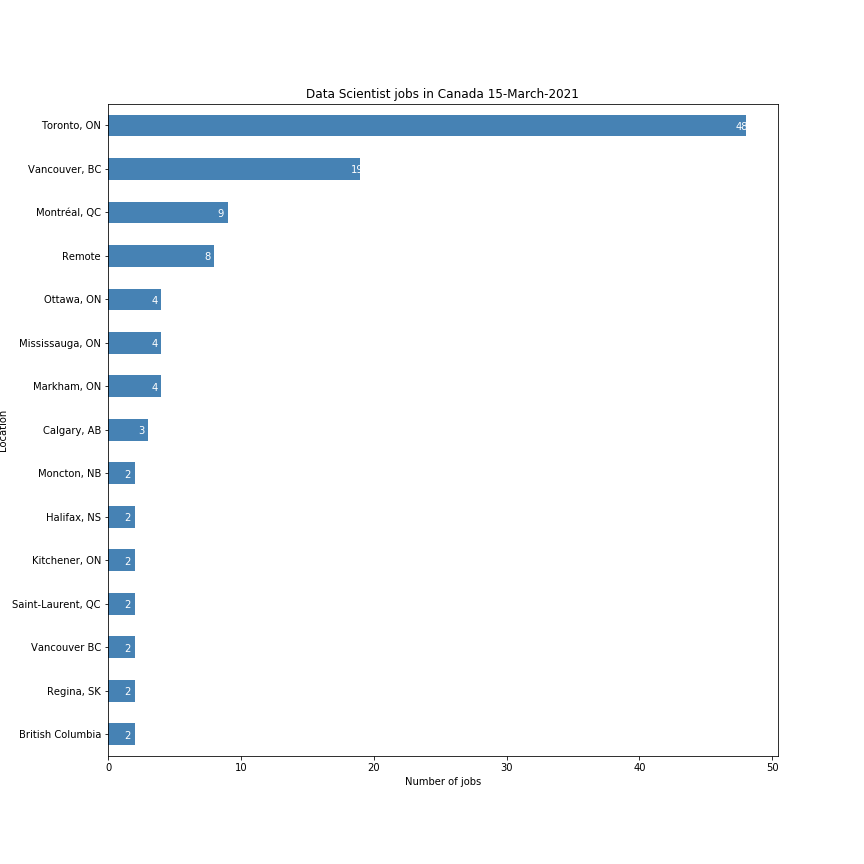 Data Scientist jobs in Canada 15-March-2021
Toronto, ON
48
Vancouver, BC
19
Montréal, QC
9
Remote
8
Ottawa, ON
4
Mississauga, ON
4
Markham, ON
4
Calgary, AB
3
Moncton, NB
2
Halifax, NS
2
Kitchener, ON
2
Saint-Laurent, QC
2
Vancouver BC
2
Regina, SK
2
British Columbia
2
Location
0 10 20 30 40 50
Number of jobs